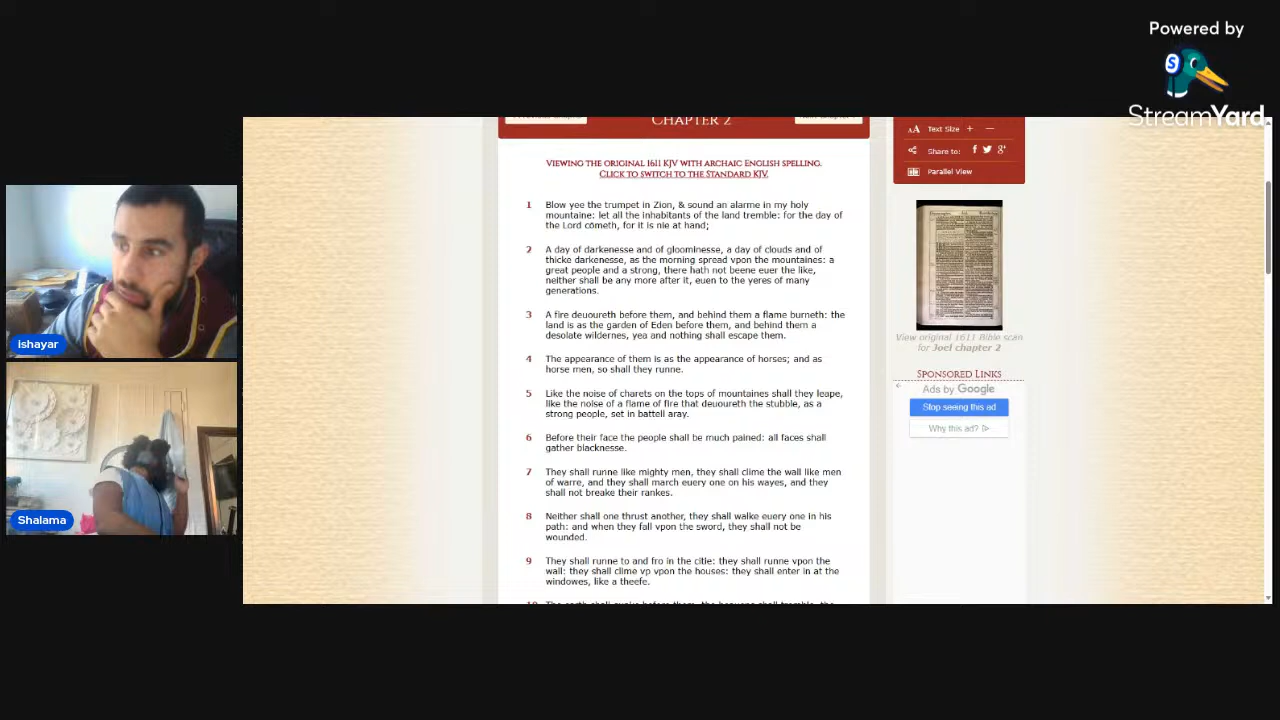 Powered by
StreamYard
CHAPTER 2
VIEWING THE ORIGINAL 1611 KJV WITH ARCHAIC ENGLISH SPELLING.
CLICK TO SWITCH TO THE STANDARD KJV.
1 Blow yee the trumpet in Zion, & sound an alarme in my holy
mountaine: let all the inhabitants of the land tremble: for the day of
the Lord cometh, for it is nie at hand;
2 A day of darkenesse and of gloominesse, a day of clouds and of
thicke darkenesse, as the morning spread vpon the mountaines: a
great people and a strong, there hath not beene euer the like,
neither shall be any more after it, euen to the yeres of many
generations.
3 A fire deuoureth before them, and behind them a flame burneth: the
land is as the garden of Eden before them, and behind them a
desolate wildernes, yea and nothing shall escape them.
4 The appearance of them is as the appearance of horses; and as
horse men, so shall they runne.
5 Like the noise of charets on the tops of mountaines shall they leape,
like the noise of a flame of fire that deuoureth the stubble, as a
strong people, set in battell aray.
6 Before their face the people shall be much pained: all faces shall
gather blacknesse.
7 They shall runne like mighty men, they shall clime the wall like men
of warre, and they shall march euery one on his wayes, and they
shall not breake their rankes.
8 Neither shall one thrust another, they shall walke euery one in his
path: and when they fall vpon the sword, they shall not be
wounded.
9 They shall runne to and fro in the citie: they shall runne vpon the
wall: they shall clime vp vpon the houses: they shall enter in at the
windowes, like a theefe.
AA Text Size + −
Share to:
Parallel View
View original 1611 Bible scan
for Joel chapter 2
SPONSORED LINKS
Ads by Google
Stop seeing this ad
Why this ad?
ishayar
Shalama